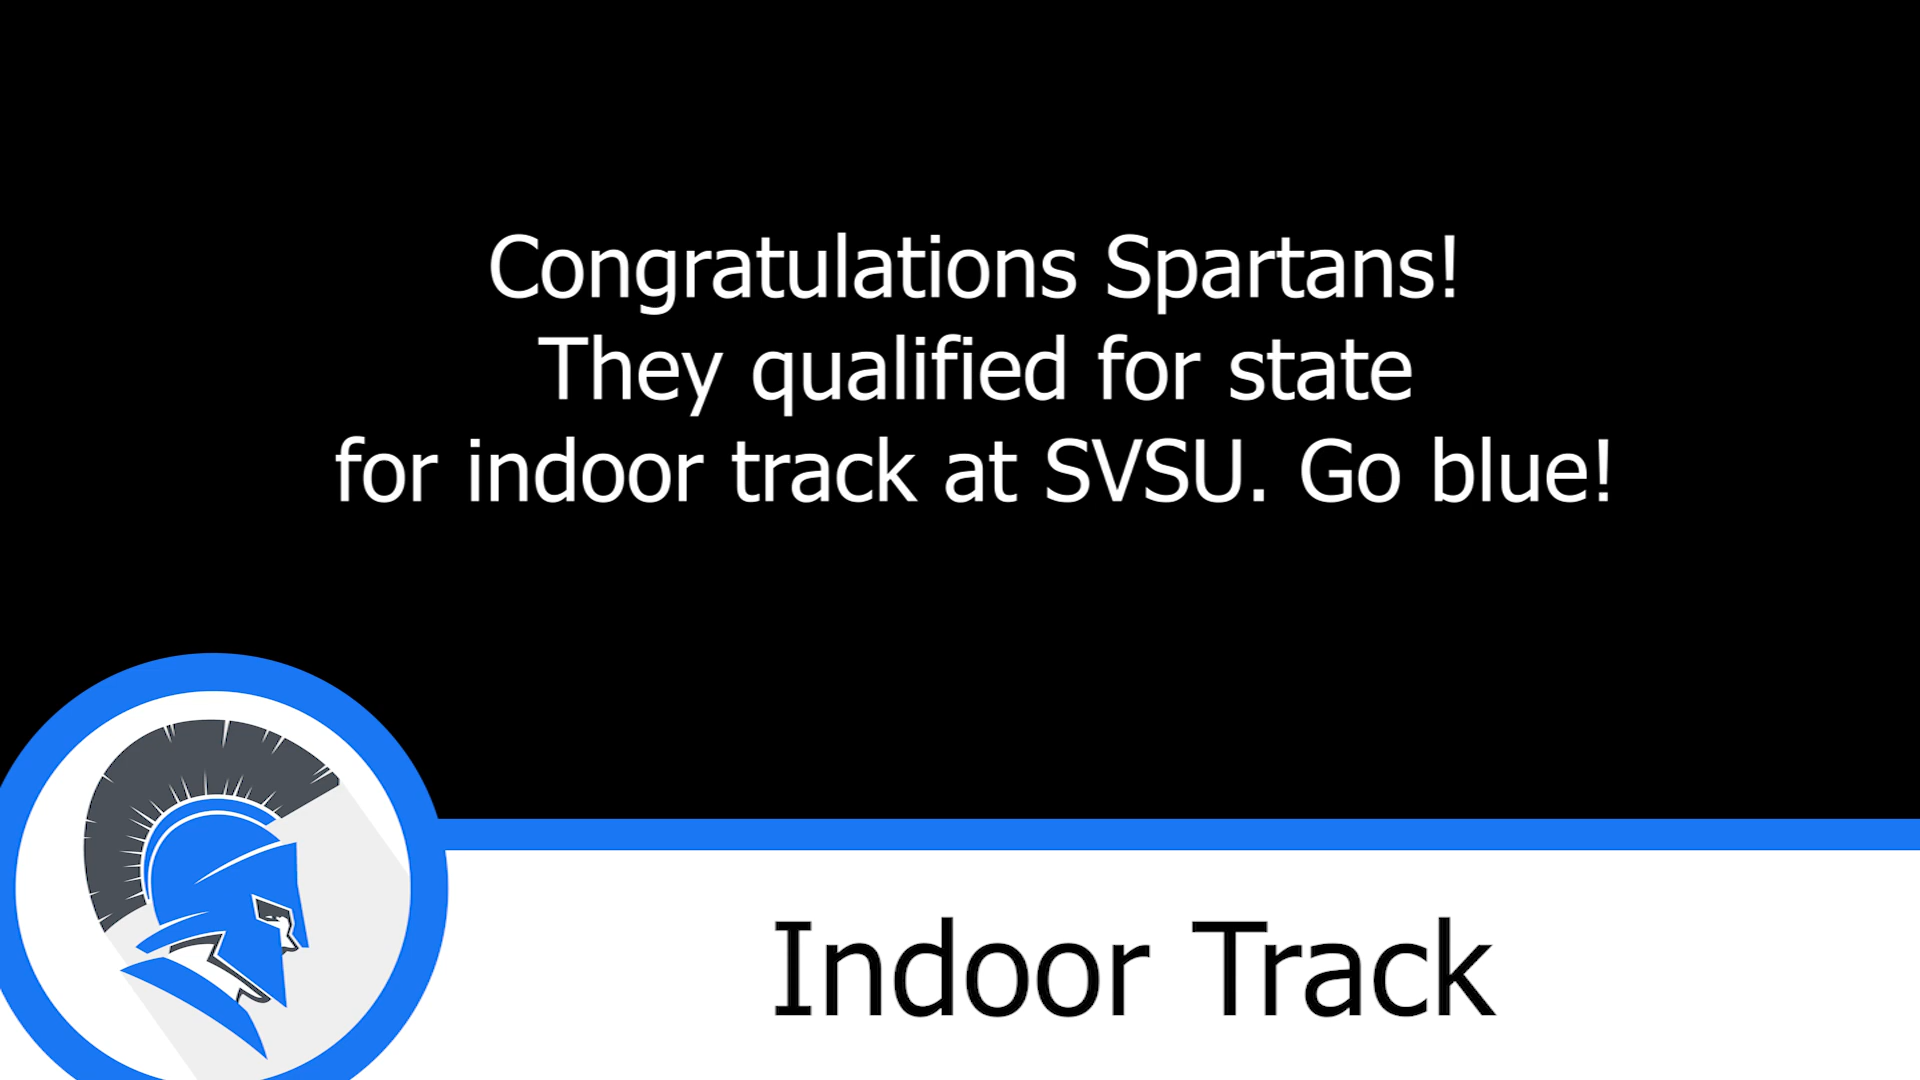 Congratulations Spartans!
They qualified for state
for indoor track at SVSU. Go blue!
Indoor Track